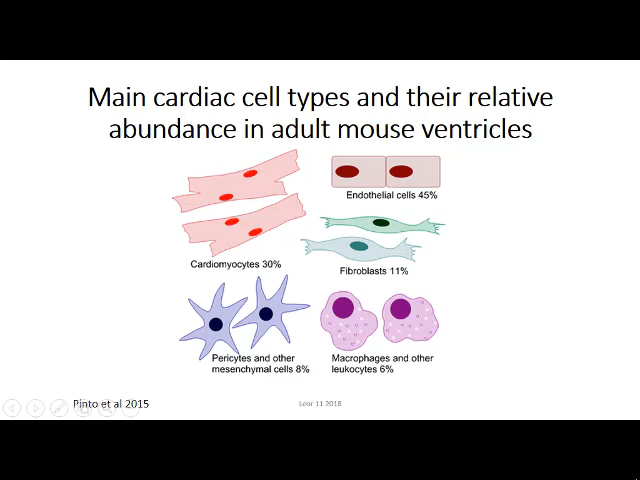 Main cardiac cell types and their relative
abundance in adult mouse ventricles
Endothelial cells 45%
Cardiomyocytes 30%
Fibroblasts 11%
Pericytes and other
mesenchymal cells 8%
Macrophages and other
leukocytes 6%
Pinto et al 2015
Leor 11 2018